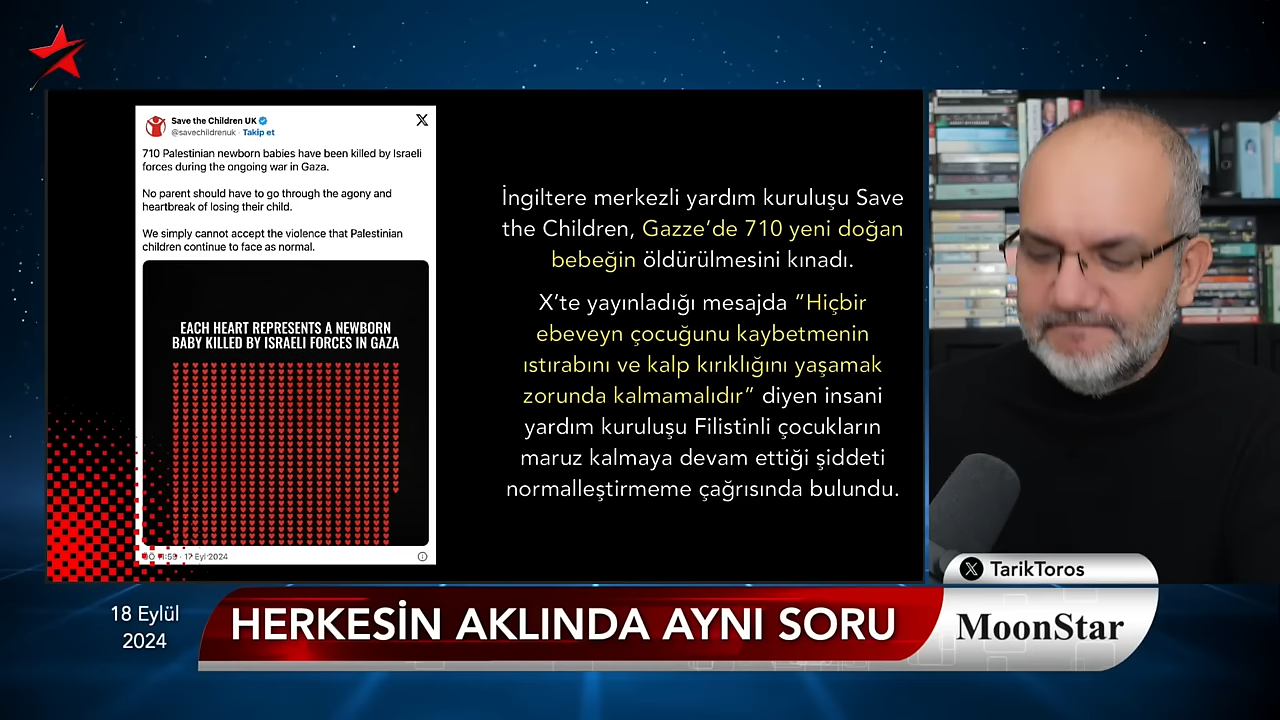 Save the Children UK
@savechildrenuk · Takip et
710 Palestinian newborn babies have been killed by Israeli
forces during the ongoing war in Gaza.
No parent should have to go through the agony and
heartbreak of losing their child.
We simply cannot accept the violence that Palestinian
children continue to face as normal.
EACH HEART REPRESENTS A NEWBORN
BABY KILLED BY ISRAELI FORCES IN GAZA
11:59 · 17 Eyl 2024
İngiltere merkezli yardım kuruluşu Save
the Children, Gazze’de 710 yeni doğan
bebeğin öldürülmesini kınadı.
X’te yayınladığı mesajda “Hiçbir
ebeveyn çocuğunu kaybetmenin
ıstırabını ve kalp kırıklığını yaşamak
zorunda kalmamalıdır” diyen insani
yardım kuruluşu Filistinli çocukların
maruz kalmaya devam ettiği şiddeti
normalleştirmeme çağrısında bulundu.
X TarikToros
18 Eylül
2024
HERKESİN AKLINDA AYNI SORU
MoonStar